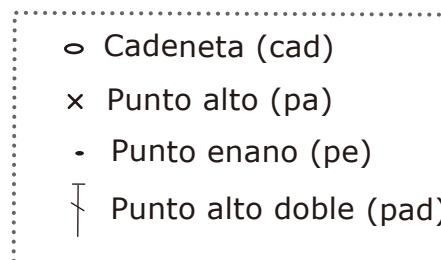 Cadeneta (cad)
Punto alto (pa)
Punto enano (pe)
Punto alto doble (pad)